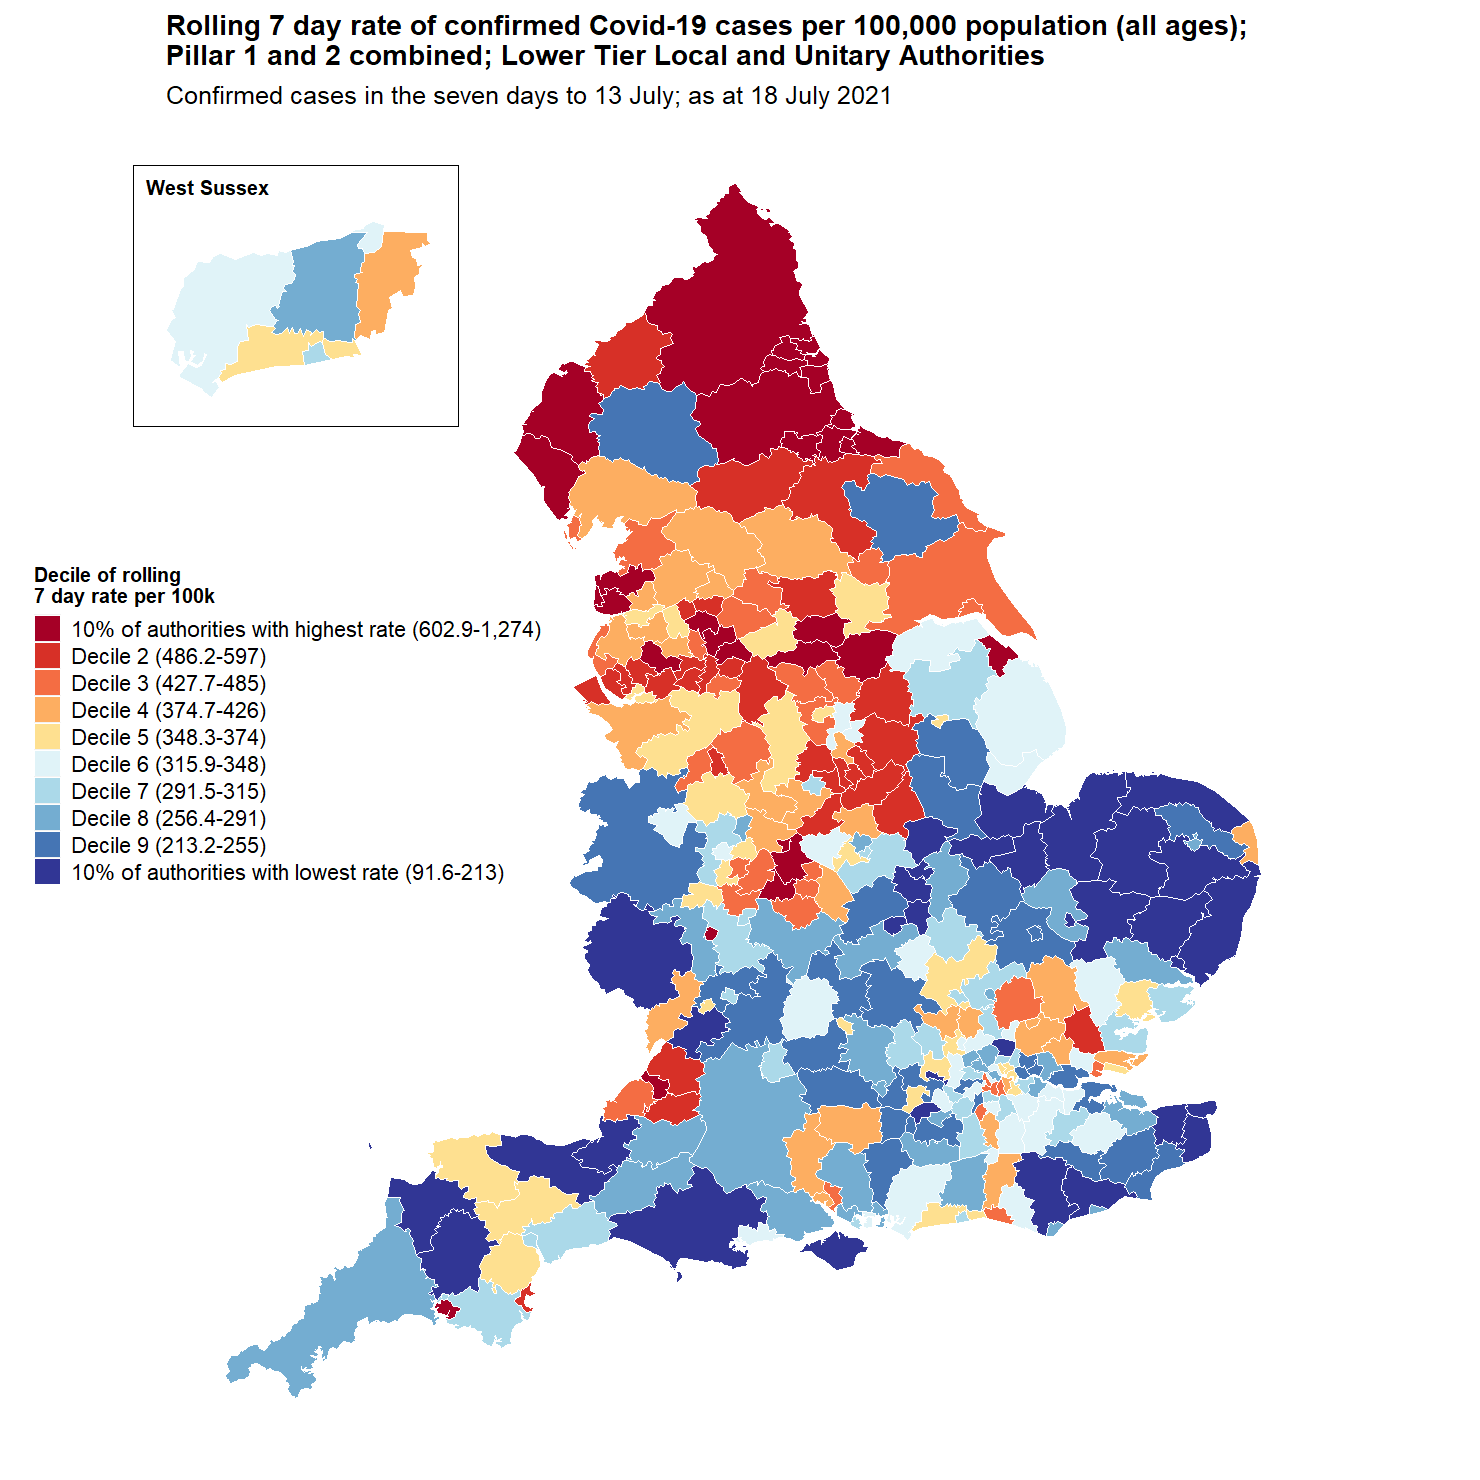 Rolling 7 day rate of confirmed Covid-19 cases per 100,000 population (all ages);
Pillar 1 and 2 combined; Lower Tier Local and Unitary Authorities
Confirmed cases in the seven days to 13 July; as at 18 July 2021
West Sussex
Decile of rolling
7 day rate per 100k
10% of authorities with highest rate (602.9-1,274)
Decile 2 (486.2-597)
Decile 3 (427.7-485)
Decile 4 (374.7-426)
Decile 5 (348.3-374)
Decile 6 (315.9-348)
Decile 7 (291.5-315)
Decile 8 (256.4-291)
Decile 9 (213.2-255)
10% of authorities with lowest rate (91.6-213)